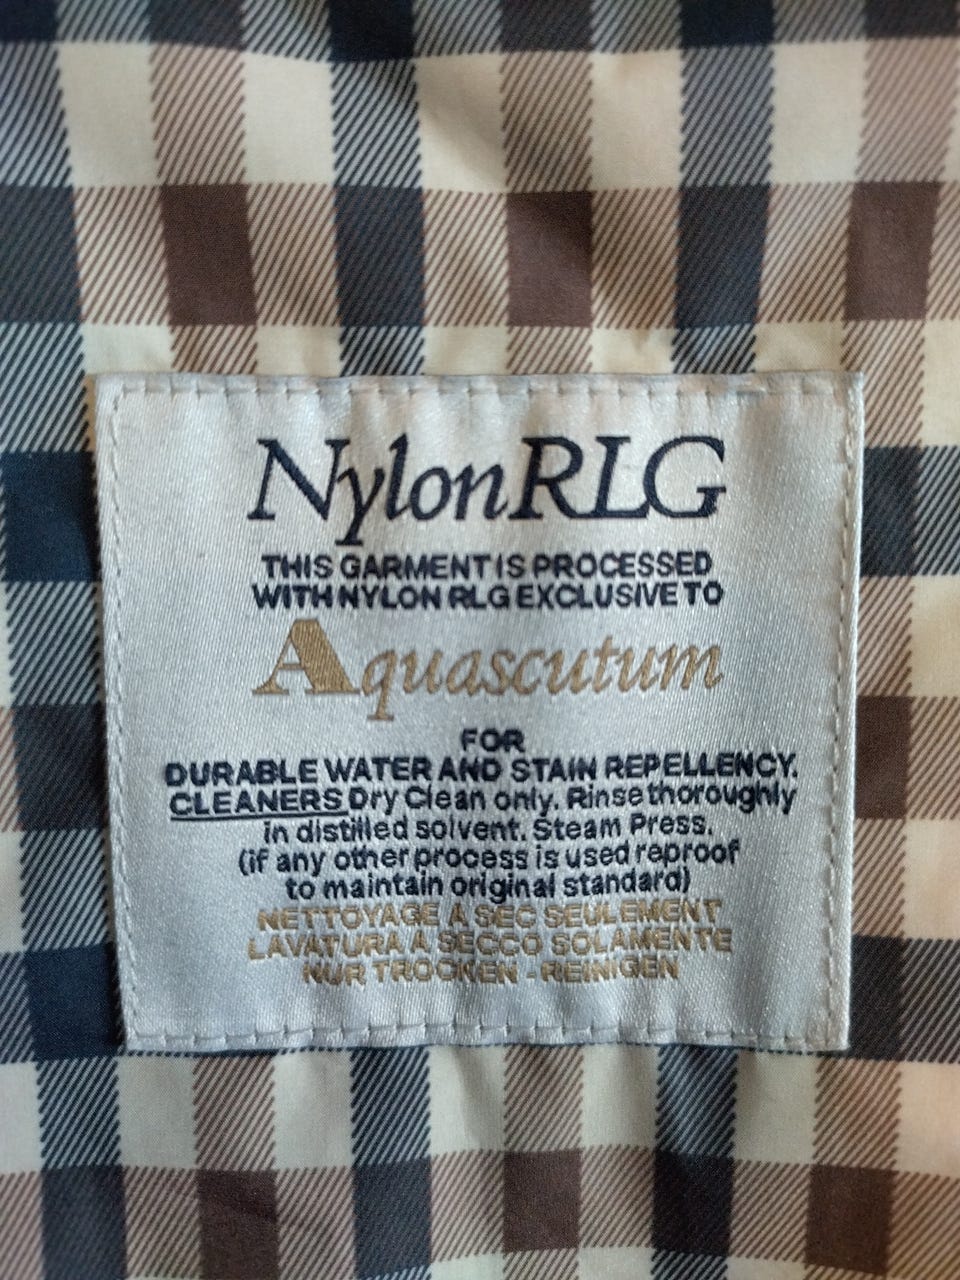 Nylon RLG
THIS GARMENT IS PROCESSED
WITH NYLON RLG EXCLUSIVE TO
Aquascutum
FOR
DURABLE WATER AND STAIN REPELLENCY.
CLEANERS Dry Clean only. Rinse thoroughly
in distilled solvent. Steam Press.
(if any other process is used reproof
to maintain original standard)
NETTOYAGE A SEC SEULEMENT
LAVATURA A SECCO SOLAMENTE
NUR TROCKEN - REINIGEN